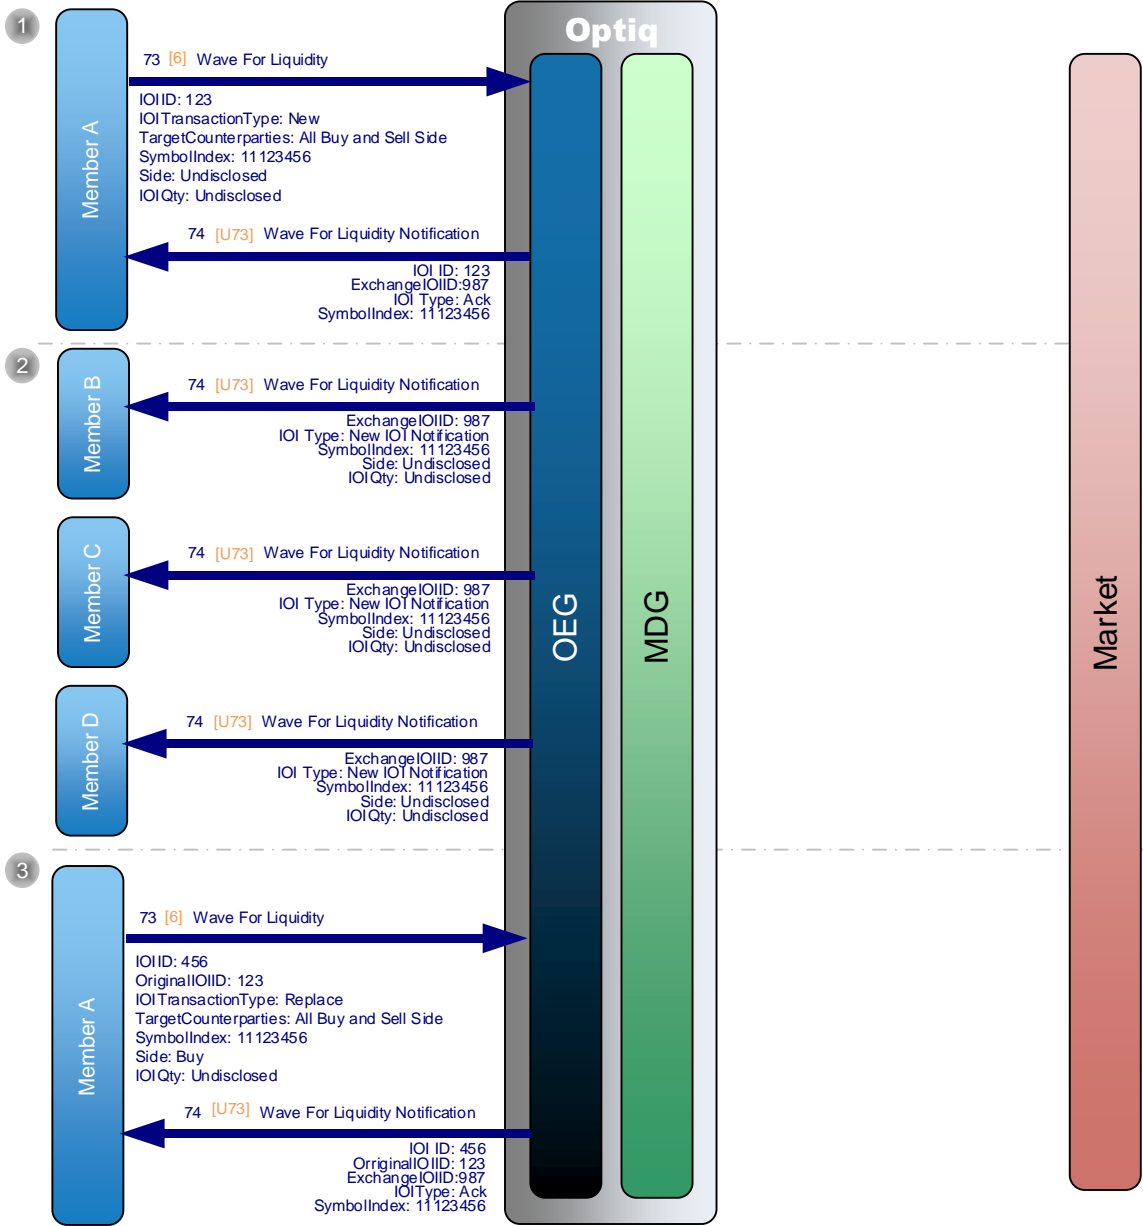 Optiq
1
Member A
73 [6] Wave For Liquidity
IOIID: 123
IOITransactionType: New
TargetCounterparties: All Buy and Sell Side
SymbolIndex: 11123456
Side: Undisclosed
IOIQty: Undisclosed
74 [U73] Wave For Liquidity Notification
IOI ID: 123
ExchangeIOIID:987
IOI Type: Ack
SymbolIndex: 11123456
2
Member B
74 [U73] Wave For Liquidity Notification
ExchangeIOIID: 987
IOI Type: New IOI Notification
SymbolIndex: 11123456
Side: Undisclosed
IOIQty: Undisclosed
Member C
74 [U73] Wave For Liquidity Notification
ExchangeIOIID: 987
IOI Type: New IOI Notification
SymbolIndex: 11123456
Side: Undisclosed
IOIQty: Undisclosed
OEG
MDG
Market
Member D
74 [U73] Wave For Liquidity Notification
ExchangeIOIID: 987
IOI Type: New IOI Notification
SymbolIndex: 11123456
Side: Undisclosed
IOIQty: Undisclosed
3
Member A
73 [6] Wave For Liquidity
IOIID: 456
OriginalIOIID: 123
IOITransactionType: Replace
TargetCounterparties: All Buy and Sell Side
SymbolIndex: 11123456
Side: Buy
IOIQty: Undisclosed
74 [U73] Wave For Liquidity Notification
IOI ID: 456
OrriginalIOIID: 123
ExchangeIOIID:987
IOIType: Ack
SymbolIndex: 11123456